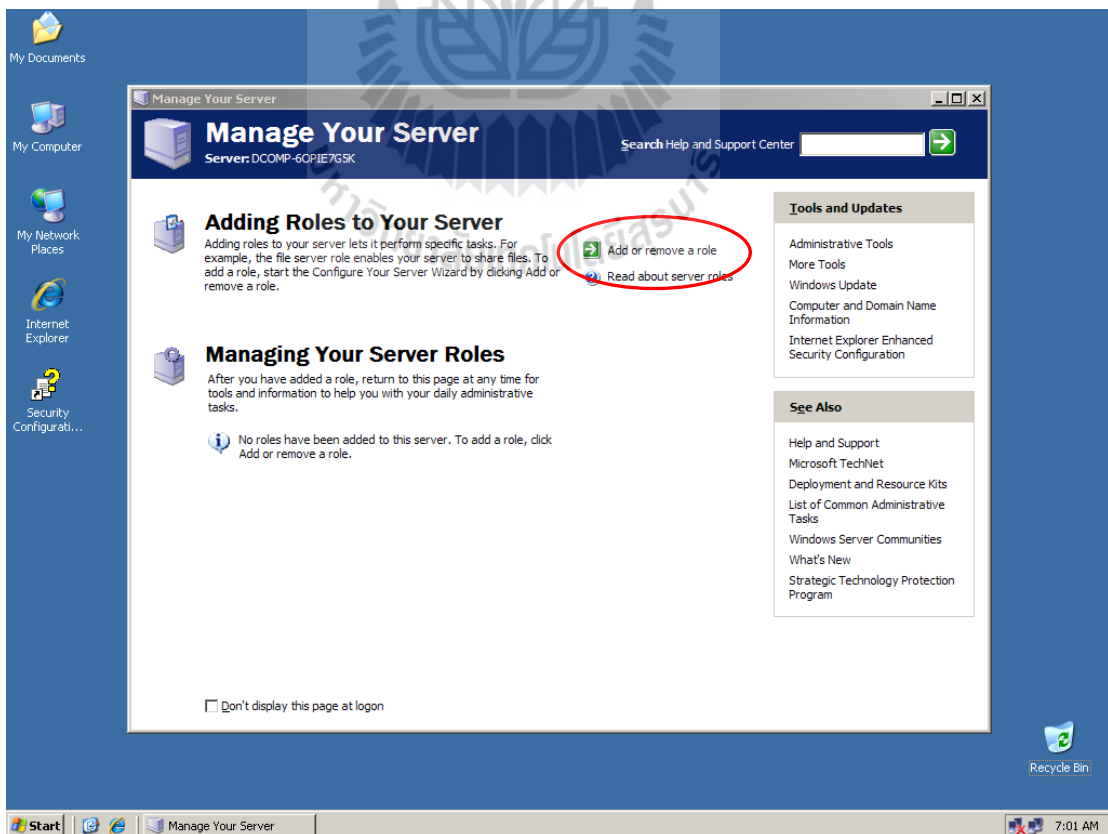 My Documents
My Computer
My Network
Places
Internet
Explorer
Security
Configurati...
Manage Your Server
Manage Your Server
Server: DCOMP-6OPIE7G5K
Search Help and Support Center
Adding Roles to Your Server
Adding roles to your server lets it perform specific tasks. For
example, the file server role enables your server to share files. To
add a role, start the Configure Your Server Wizard by clicking Add or
remove a role.
Add or remove a role
Read about server roles
Managing Your Server Roles
After you have added a role, return to this page at any time for
tools and information to help you with your daily administrative
tasks.
No roles have been added to this server. To add a role, click
Add or remove a role.
Tools and Updates
Administrative Tools
More Tools
Windows Update
Computer and Domain Name
Information
Internet Explorer Enhanced
Security Configuration
See Also
Help and Support
Microsoft TechNet
Deployment and Resource Kits
List of Common Administrative
Tasks
Windows Server Communities
What's New
Strategic Technology Protection
Program
Don't display this page at logon
Recycle Bin
Start
Manage Your Server
7:01 AM